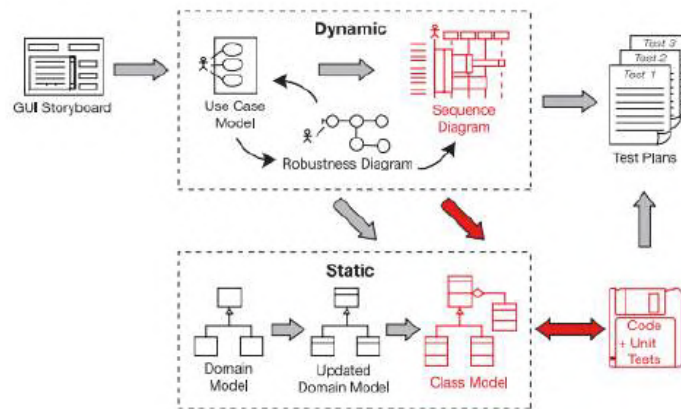 Dynamic
GUI Storyboard
Use Case
Model
Robustness Diagram
Sequence
Diagram
Test 3
Test 2
Test 1
Test Plans
Static
Domain
Model
Updated
Domain Model
Class Model
Code
+ Unit
Tests